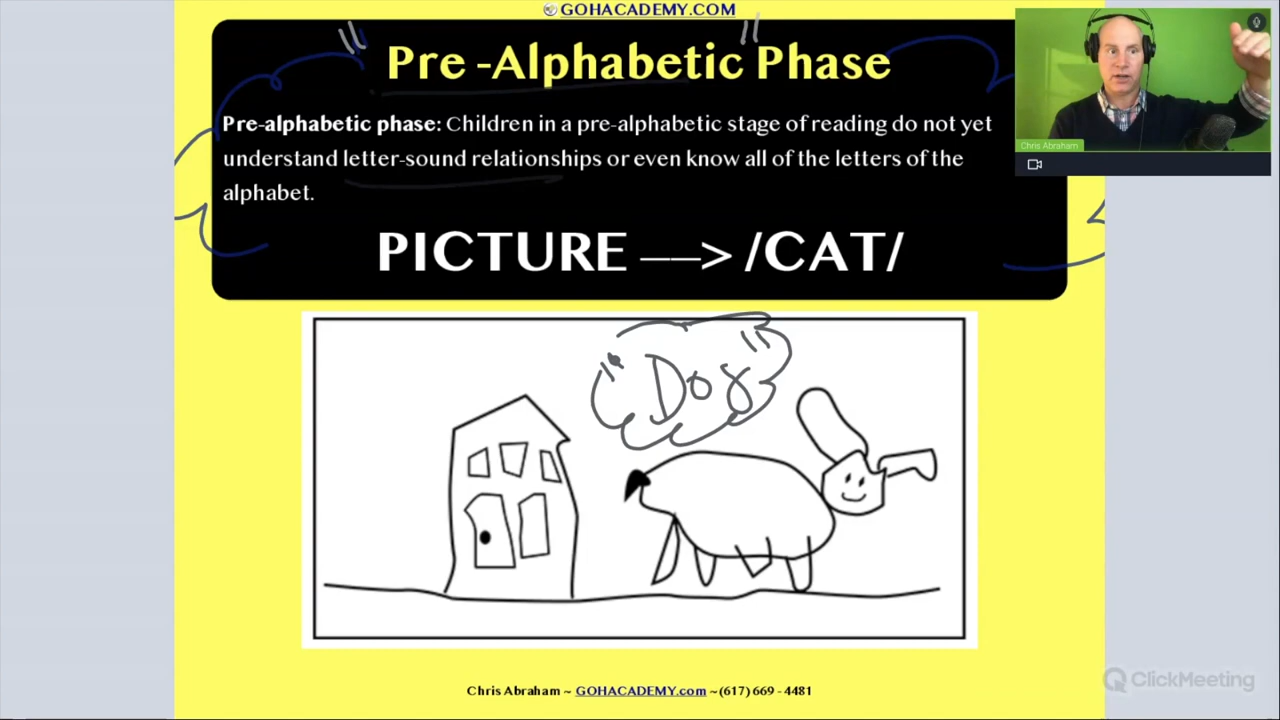 GOHACADEMY.COM
"Pre -Alphabetic" Phase
Pre-alphabetic phase: Children in a pre-alphabetic stage of reading do not yet
understand letter-sound relationships or even know all of the letters of the
alphabet.
PICTURE —–> /CAT/
"Dog"
Chris Abraham ~ GOHACADEMY.com ~(617) 669 - 4481
Chris Abraham
ClickMeeting